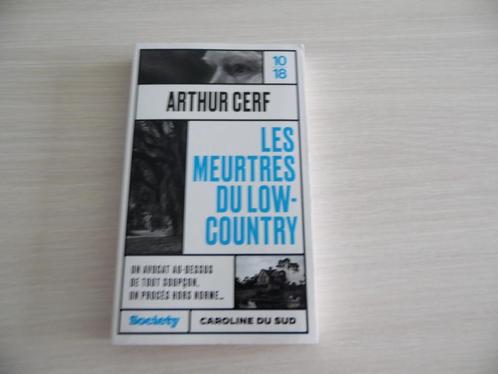 10
18
ARTHUR CERF
LES
MEURTRES
DU LOW-
COUNTRY
UN AVOCAT AU-DESSUS
DE TOUT SOUPÇON,
UN PROCÈS HORS NORME…
Society
CAROLINE DU SUD